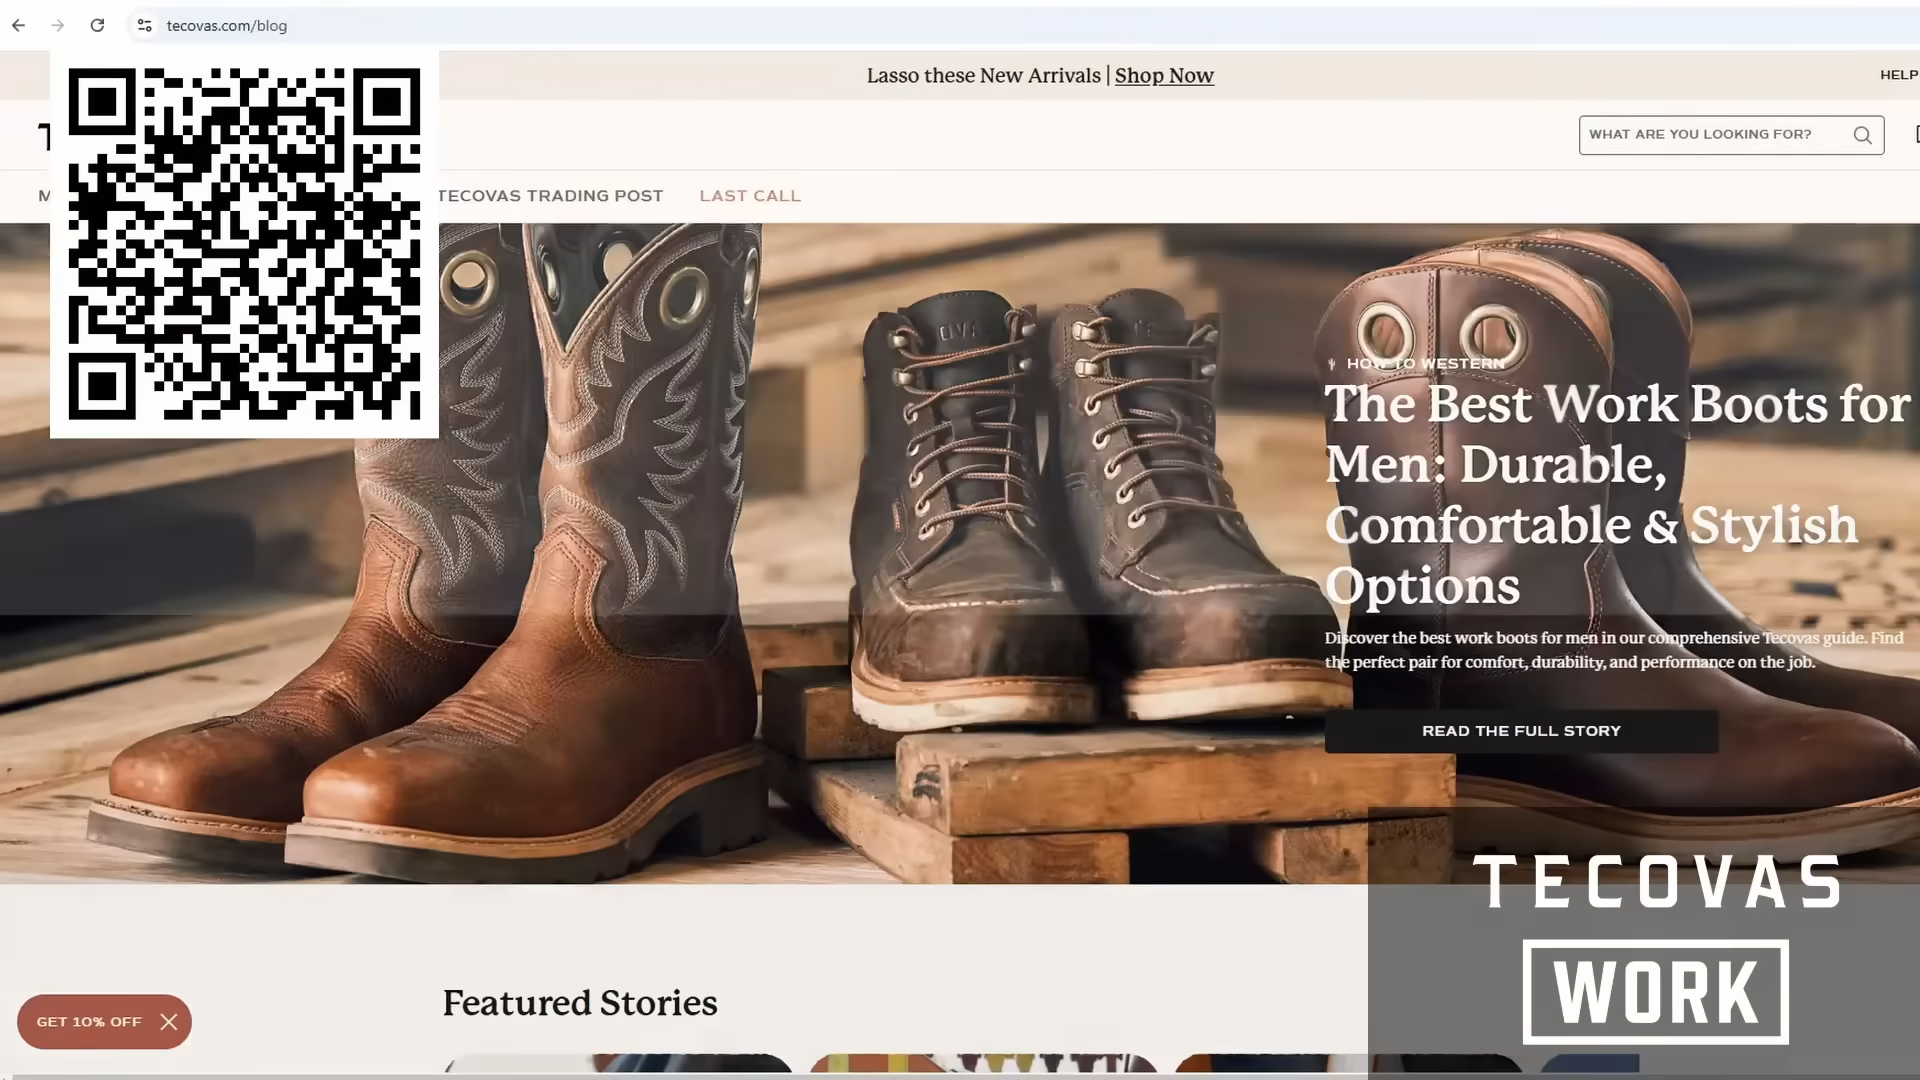 tecovas.com/blog
Lasso these New Arrivals | Shop Now
HELP
T
WHAT ARE YOU LOOKING FOR?
M
TECOVAS TRADING POST
LAST CALL
HOW TO WESTERN
The Best Work Boots for
Men: Durable,
Comfortable & Stylish
Options
Discover the best work boots for men in our comprehensive Tecovas guide. Find
the perfect pair for comfort, durability, and performance on the job.
READ THE FULL STORY
TECOVAS
WORK
Featured Stories
GET 10% OFF